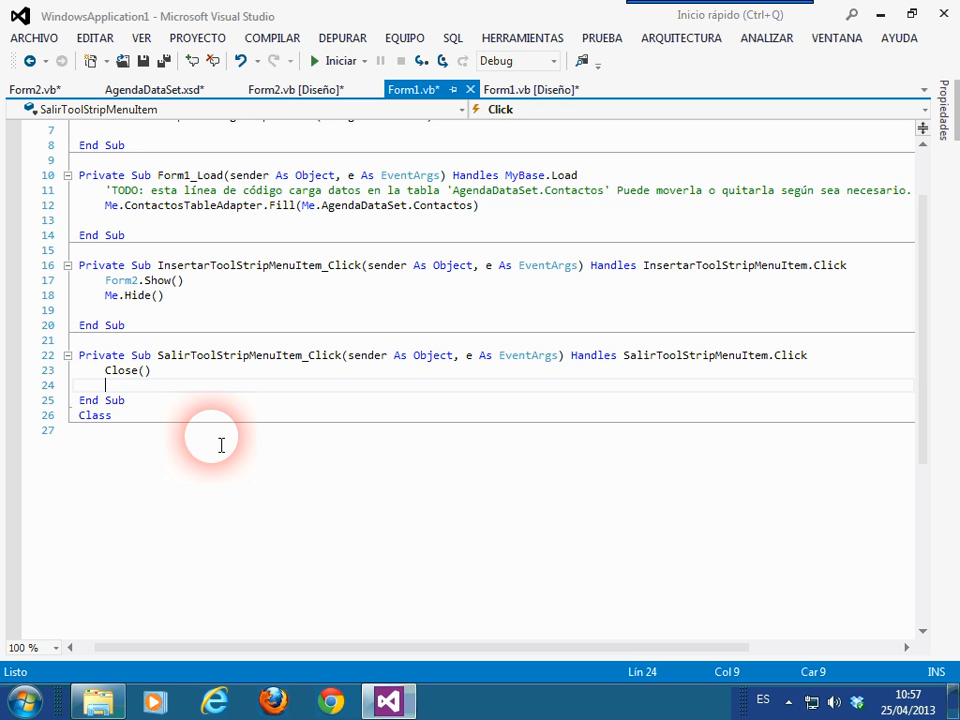 WindowsApplication1 - Microsoft Visual Studio
Inicio rápido (Ctrl+Q)
ARCHIVO EDITAR VER PROYECTO COMPILAR DEPURAR EQUIPO SQL HERRAMIENTAS PRUEBA ARQUITECTURA ANALIZAR VENTANA AYUDA
Iniciar Debug
Form2.vb* AgendaDataSet.xsd* Form2.vb [Diseño]* Form1.vb* Form1.vb [Diseño]*
Propiedades
SalirToolStripMenuItem Click
7
8 End Sub
9
10 Private Sub Form1_Load(sender As Object, e As EventArgs) Handles MyBase.Load
11 'TODO: esta línea de código carga datos en la tabla 'AgendaDataSet.Contactos' Puede moverla o quitarla según sea necesario.
12 Me.ContactosTableAdapter.Fill(Me.AgendaDataSet.Contactos)
13
14 End Sub
15
16 Private Sub InsertarToolStripMenuItem_Click(sender As Object, e As EventArgs) Handles InsertarToolStripMenuItem.Click
17 Form2.Show()
18 Me.Hide()
19
20 End Sub
21
22 Private Sub SalirToolStripMenuItem_Click(sender As Object, e As EventArgs) Handles SalirToolStripMenuItem.Click
23 Close()
24
25 End Sub
26 Class
27
100 %
Listo Lín 24 Col 9 Car 9 INS
ES 10:57
25/04/2013